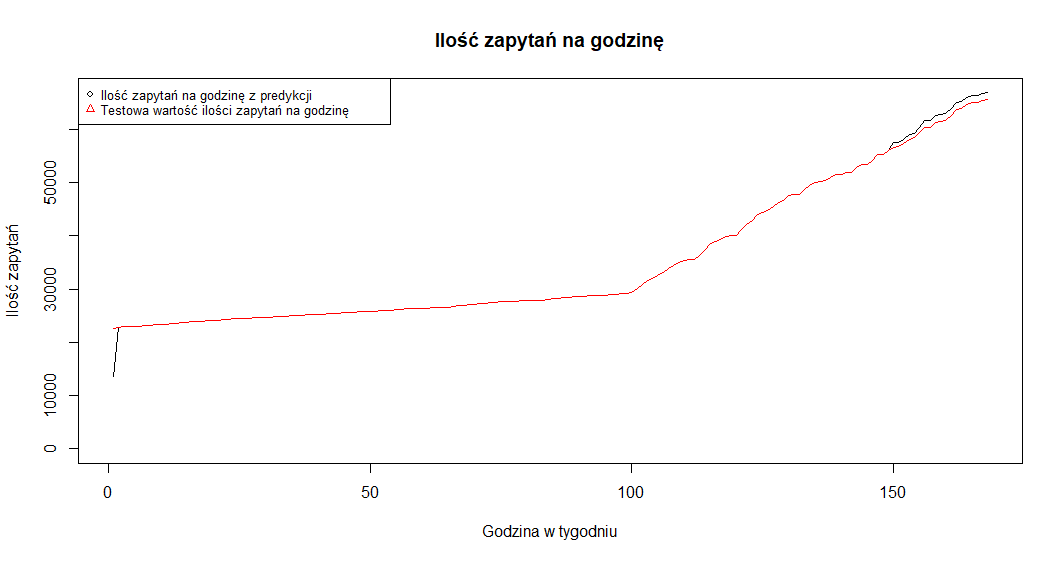 Ilość zapytań na godzinę
Ilość zapytań na godzinę z predykcji
Testowa wartość ilości zapytań na godzinę
Ilość zapytań
50000
30000
10000
0
0 50 100 150
Godzina w tygodniu